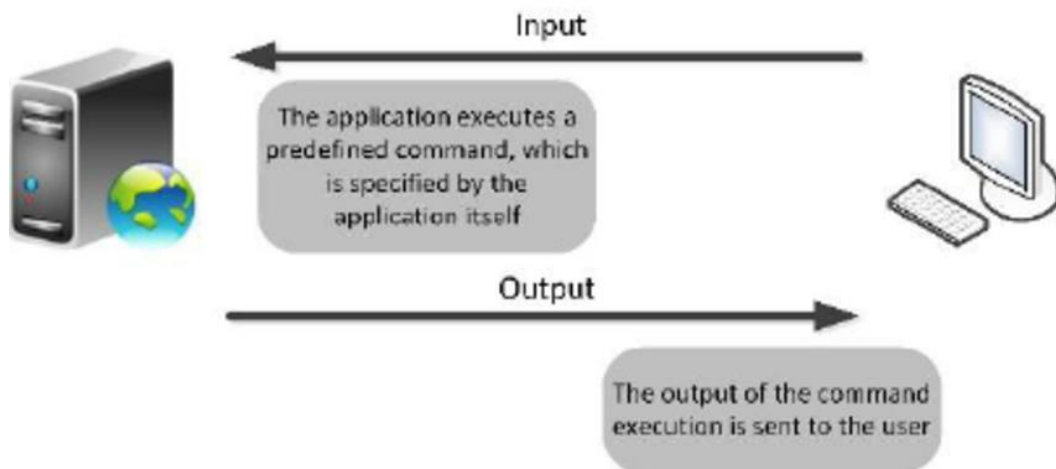 Input
The application executes a
predefined command, which
is specified by the
application itself
Output
The output of the command
execution is sent to the user